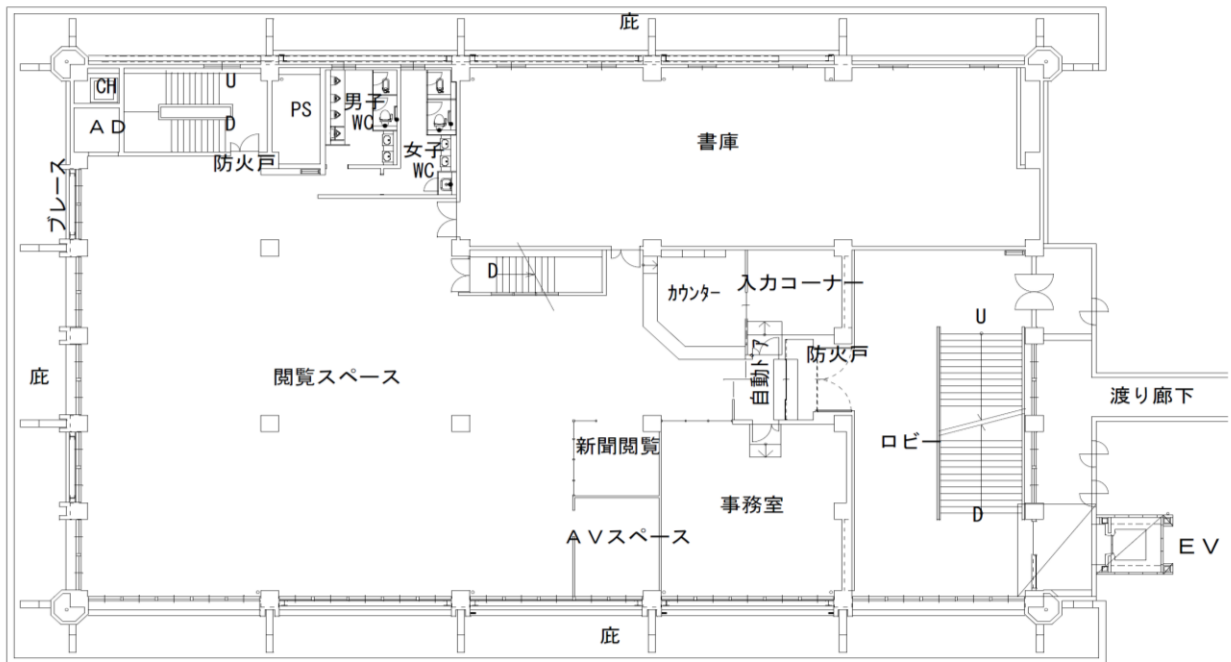 庇
CH
U
PS
男子
WC
AD
D
防火戸
女子
WC
書庫
ブレース
D
カウンター
入力コーナー
U
庇
閲覧スペース
自動ドア
防火戸
渡り廊下
新聞閲覧
ロビー
事務室
D
AVスペース
EV
庇